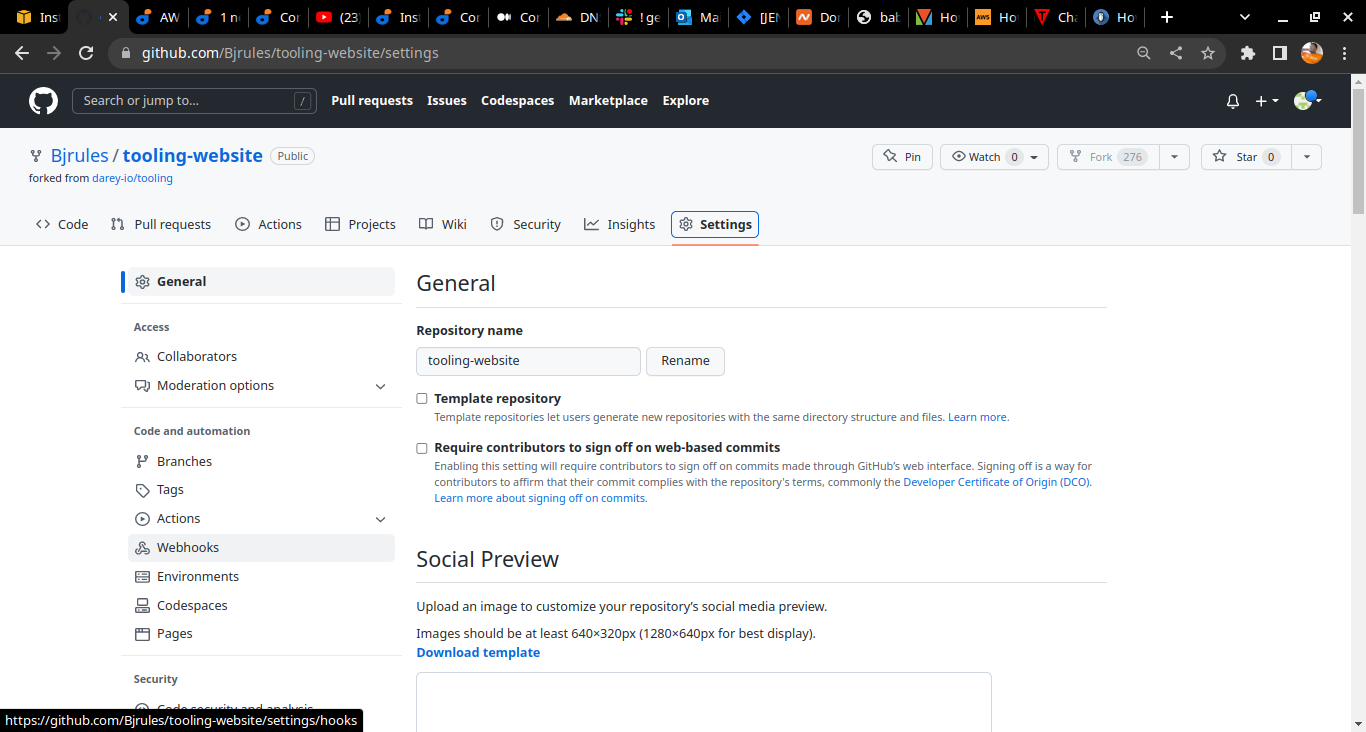 Inst
AW
1 n
Cor
(23)
Inst
Cor
Cor
DN
! ge
Ma
[JEN
Dor
bab
Ho
Ho
Cha
Ho
github.com/Bjrules/tooling-website/settings
Search or jump to... /
Pull requests Issues Codespaces Marketplace Explore
Bjrules / tooling-website Public
forked from darey-io/tooling
Pin Watch 0 Fork 276 Star 0
Code Pull requests Actions Projects Wiki Security Insights Settings
General
Access
Collaborators
Moderation options
Code and automation
Branches
Tags
Actions
Webhooks
Environments
Codespaces
Pages
Security
Code security and analysis
General
Repository name
tooling-website Rename
Template repository
Template repositories let users generate new repositories with the same directory structure and files. Learn more.
Require contributors to sign off on web-based commits
Enabling this setting will require contributors to sign off on commits made through GitHub's web interface. Signing off is a way for
contributors to affirm that their commit complies with the repository's terms, commonly the Developer Certificate of Origin (DCO).
Learn more about signing off on commits.
Social Preview
Upload an image to customize your repository's social media preview.
Images should be at least 640×320px (1280×640px for best display).
Download template
https://github.com/Bjrules/tooling-website/settings/hooks